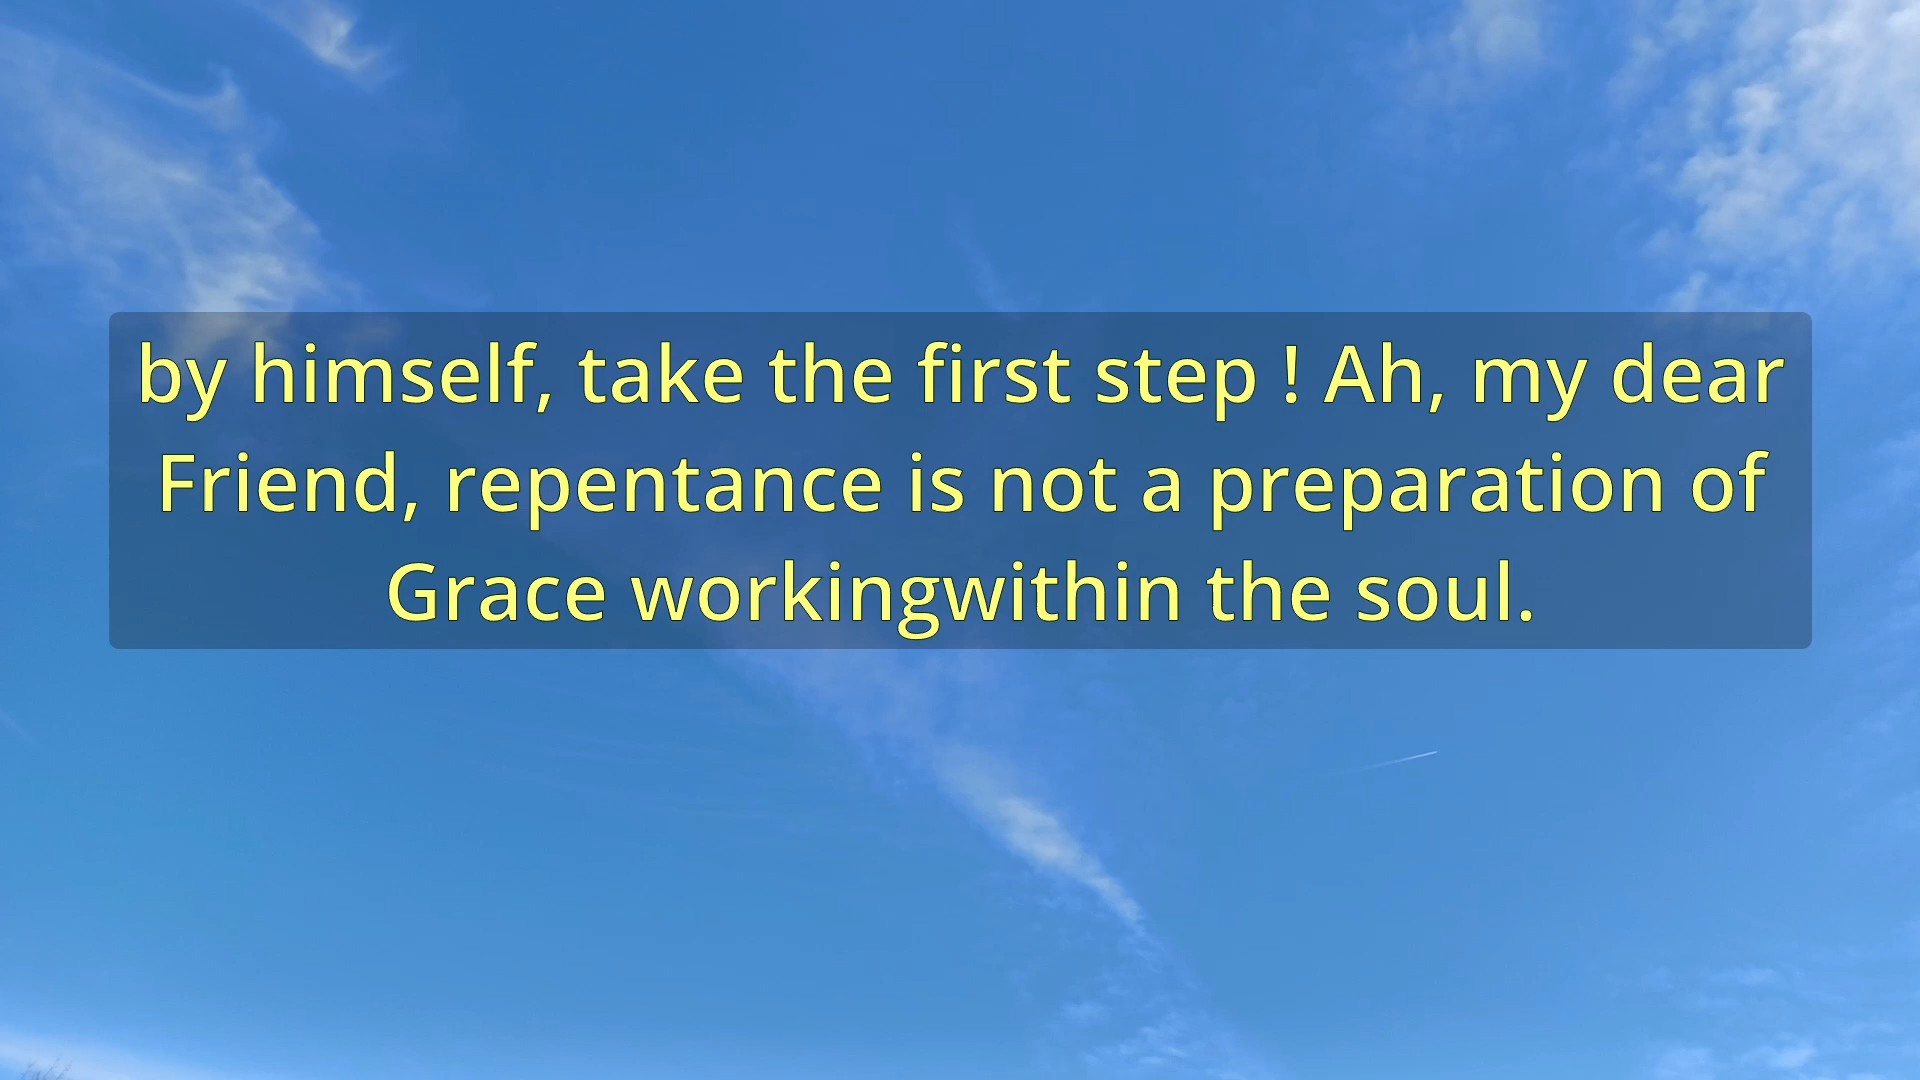 by himself, take the first step ! Ah, my dear
Friend, repentance is not a preparation of
Grace workingwithin the soul.